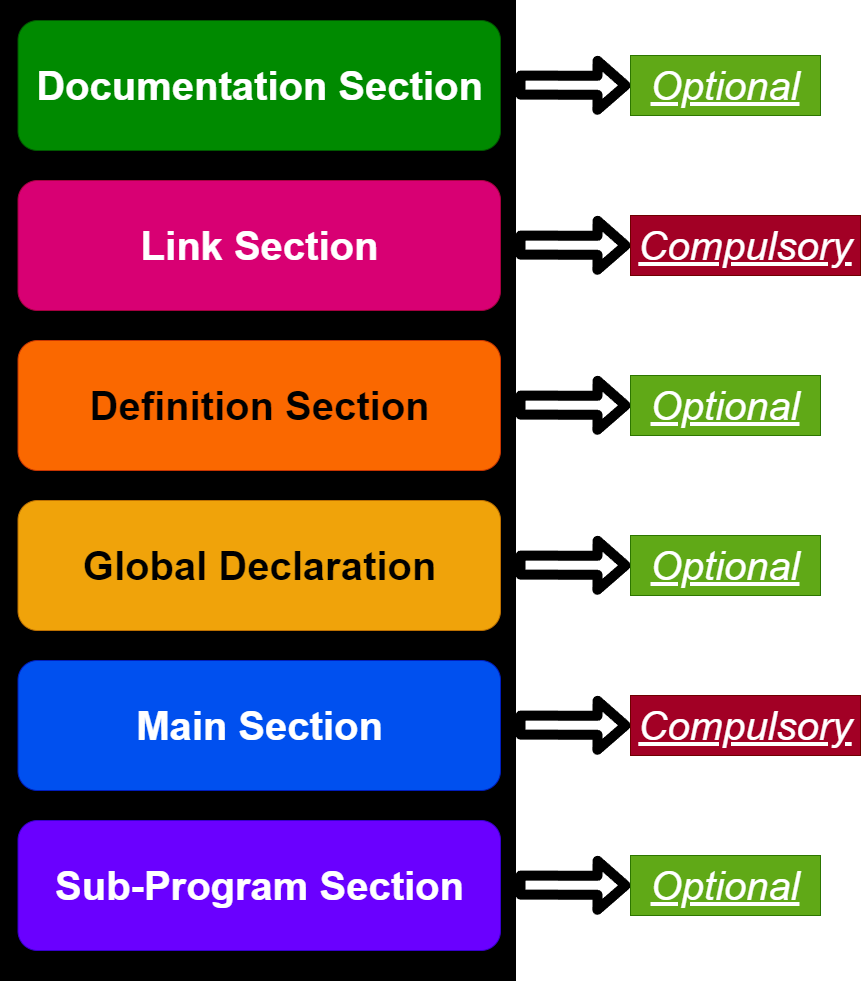 Documentation Section
Optional
Link Section
Compulsory
Definition Section
Optional
Global Declaration
Optional
Main Section
Compulsory
Sub-Program Section
Optional